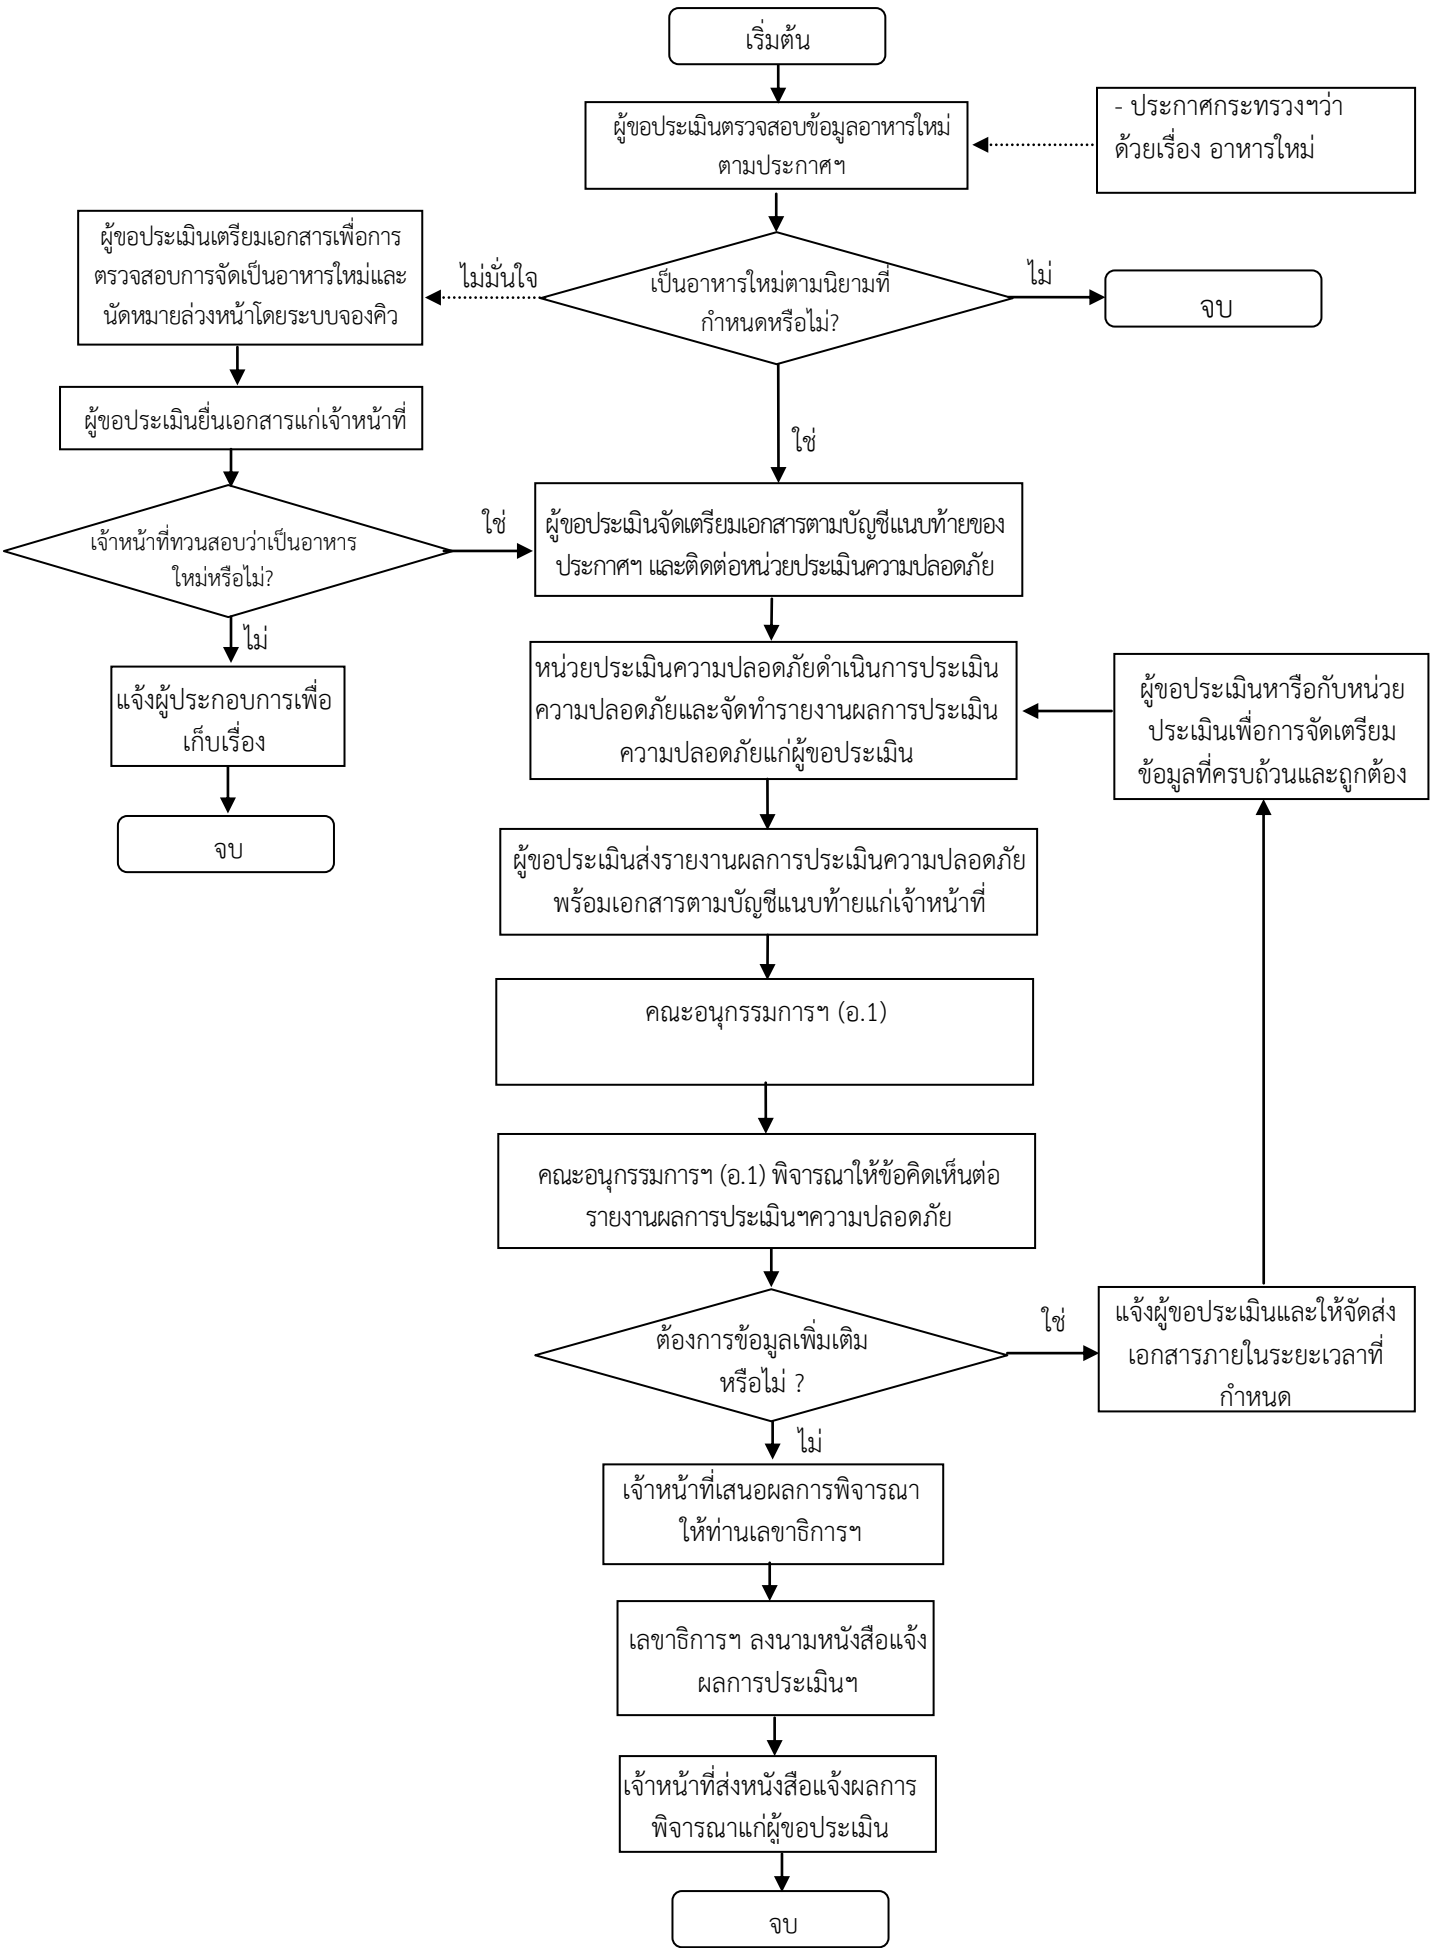 เริ่มต้น
ผู้ขอประเมินตรวจสอบข้อมูลอาหารใหม่
ตามประกาศฯ
- ประกาศกระทรวงฯว่า
ด้วยเรื่อง อาหารใหม่
เป็นอาหารใหม่ตามนิยามที่
กำหนดหรือไม่?
ไม่
จบ
ไม่มั่นใจ
ผู้ขอประเมินเตรียมเอกสารเพื่อการ
ตรวจสอบการจัดเป็นอาหารใหม่และ
นัดหมายล่วงหน้าโดยระบบจองคิว
ผู้ขอประเมินยื่นเอกสารแก่เจ้าหน้าที่
ใช่
เจ้าหน้าที่ทวนสอบว่าเป็นอาหาร
ใหม่หรือไม่?
ใช่
ไม่
แจ้งผู้ประกอบการเพื่อ
เก็บเรื่อง
จบ
ผู้ขอประเมินจัดเตรียมเอกสารตามบัญชีแนบท้ายของ
ประกาศฯ และติดต่อหน่วยประเมินความปลอดภัย
หน่วยประเมินความปลอดภัยดำเนินการประเมิน
ความปลอดภัยและจัดทำรายงานผลการประเมิน
ความปลอดภัยแก่ผู้ขอประเมิน
ผู้ขอประเมินหารือกับหน่วย
ประเมินเพื่อการจัดเตรียม
ข้อมูลที่ครบถ้วนและถูกต้อง
ผู้ขอประเมินส่งรายงานผลการประเมินความปลอดภัย
พร้อมเอกสารตามบัญชีแนบท้ายแก่เจ้าหน้าที่
คณะอนุกรรมการฯ (อ.1)
คณะอนุกรรมการฯ (อ.1) พิจารณาให้ข้อคิดเห็นต่อ
รายงานผลการประเมินฯความปลอดภัย
ต้องการข้อมูลเพิ่มเติม
หรือไม่ ?
ใช่
แจ้งผู้ขอประเมินและให้จัดส่ง
เอกสารภายในระยะเวลาที่
กำหนด
ไม่
เจ้าหน้าที่เสนอผลการพิจารณา
ให้ท่านเลขาธิการฯ
เลขาธิการฯ ลงนามหนังสือแจ้ง
ผลการประเมินฯ
เจ้าหน้าที่ส่งหนังสือแจ้งผลการ
พิจารณาแก่ผู้ขอประเมิน
จบ